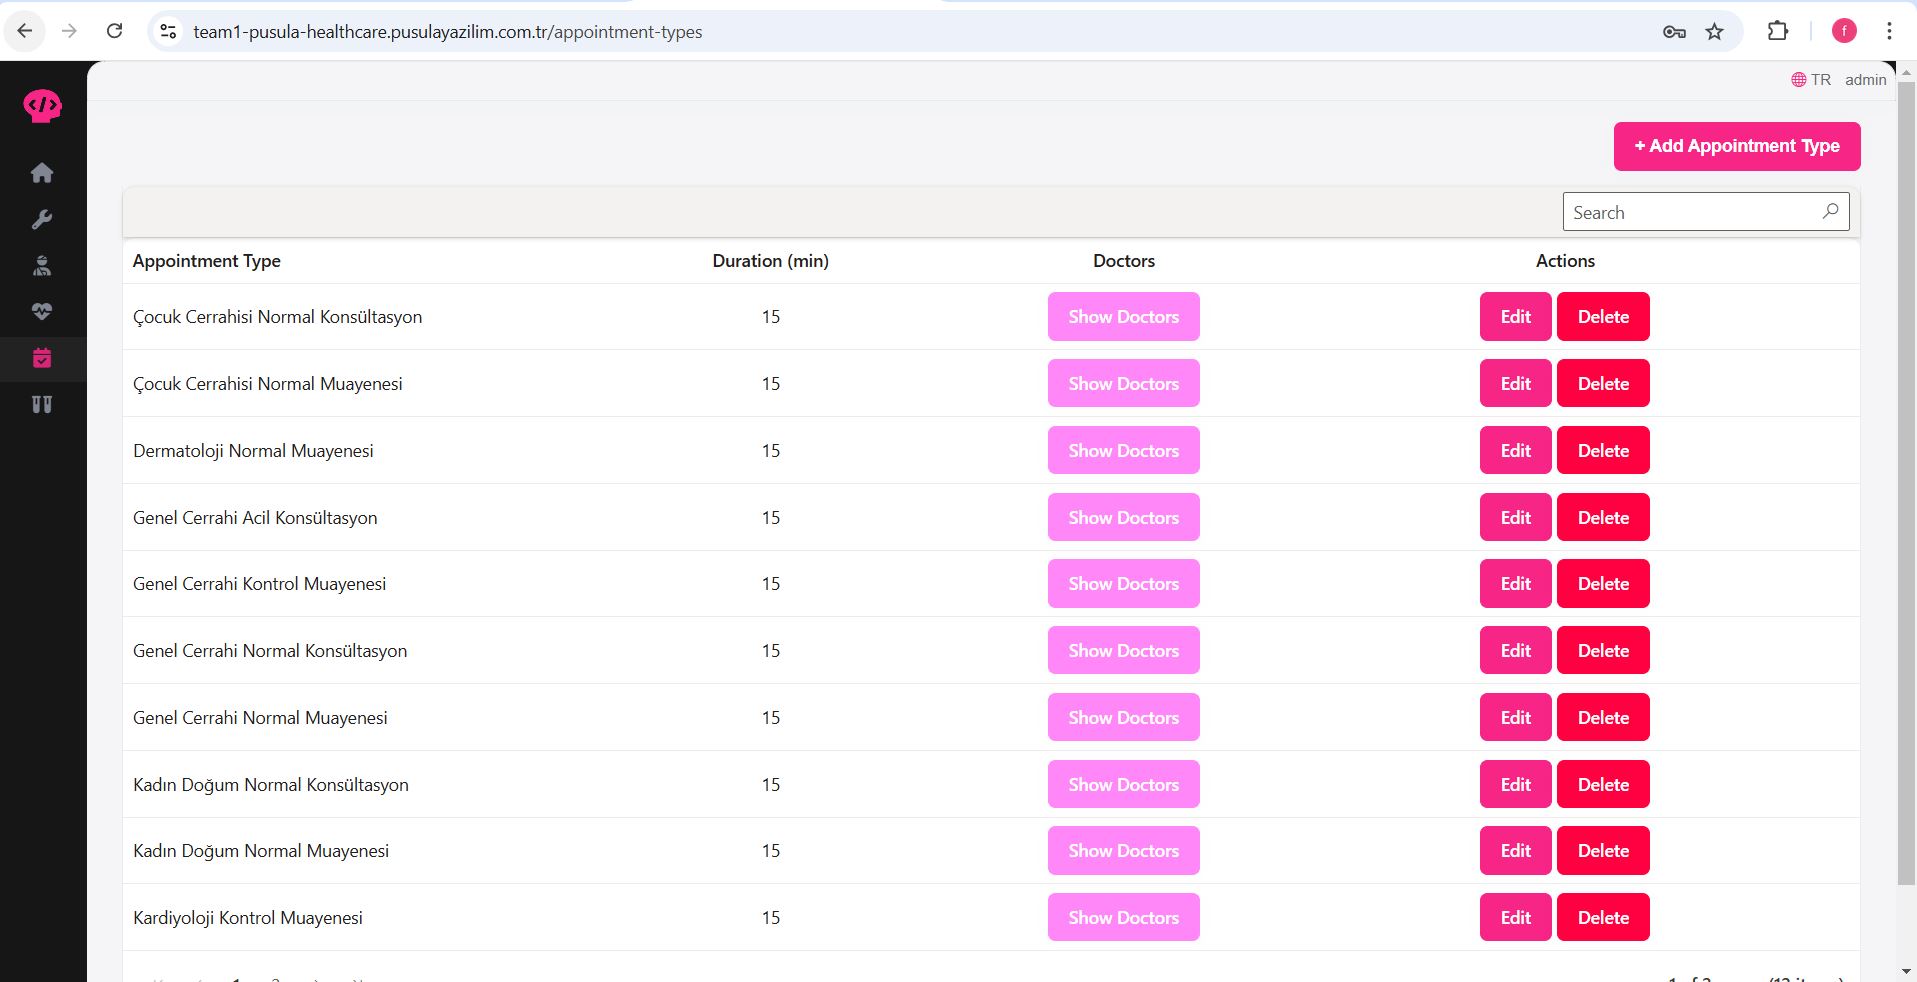 team1-pusula-healthcare.pusulayazilim.com.tr/appointment-types
f
TR admin
+ Add Appointment Type
Search
Appointment Type Duration (min) Doctors Actions
Çocuk Cerrahisi Normal Konsültasyon 15 Show Doctors Edit Delete
Çocuk Cerrahisi Normal Muayenesi 15 Show Doctors Edit Delete
Dermatoloji Normal Muayenesi 15 Show Doctors Edit Delete
Genel Cerrahi Acil Konsültasyon 15 Show Doctors Edit Delete
Genel Cerrahi Kontrol Muayenesi 15 Show Doctors Edit Delete
Genel Cerrahi Normal Konsültasyon 15 Show Doctors Edit Delete
Genel Cerrahi Normal Muayenesi 15 Show Doctors Edit Delete
Kadın Doğum Normal Konsültasyon 15 Show Doctors Edit Delete
Kadın Doğum Normal Muayenesi 15 Show Doctors Edit Delete
Kardiyoloji Kontrol Muayenesi 15 Show Doctors Edit Delete